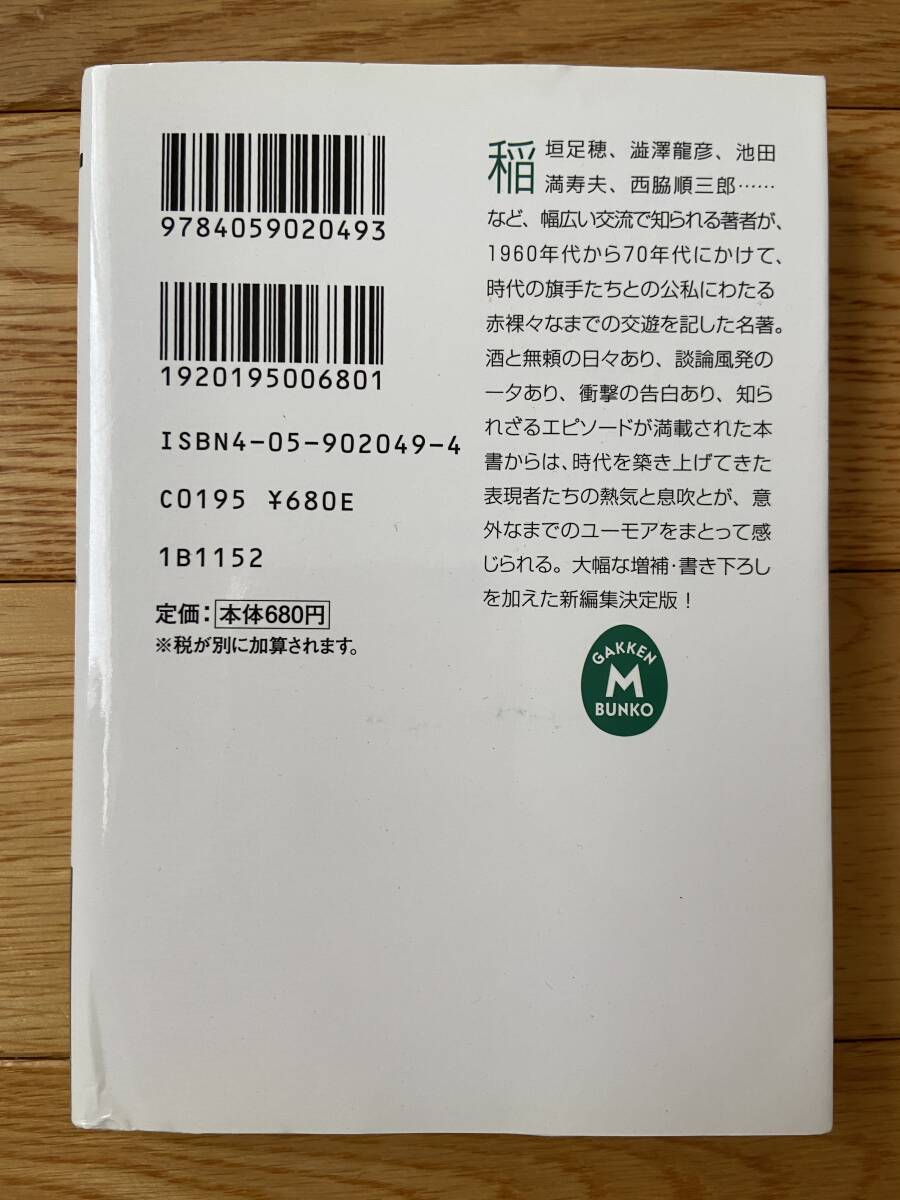 9784059020493
1920195006801
ISBN4-05-902049-4
C0195 ¥680E
1B1152
定価：本体680円
※税が別に加算されます。
稲垣足穂、澁澤龍彦、池田
満寿夫、西脇順三郎……
など、幅広い交流で知られる著者が、
1960年代から70年代にかけて、
時代の旗手たちとの公私にわたる
赤裸々なまでの交遊を記した名著。
酒と無頼の日々あり、談論風発の
一夕あり、衝撃の告白あり、知ら
れざるエピソードが満載された本
書からは、時代を築き上げてきた
表現者たちの熱気と息吹とが、意
外なまでのユーモアをまとって感
じられる。大幅な増補・書き下ろし
を加えた新編集決定版！
GAKKEN
M
BUNKO